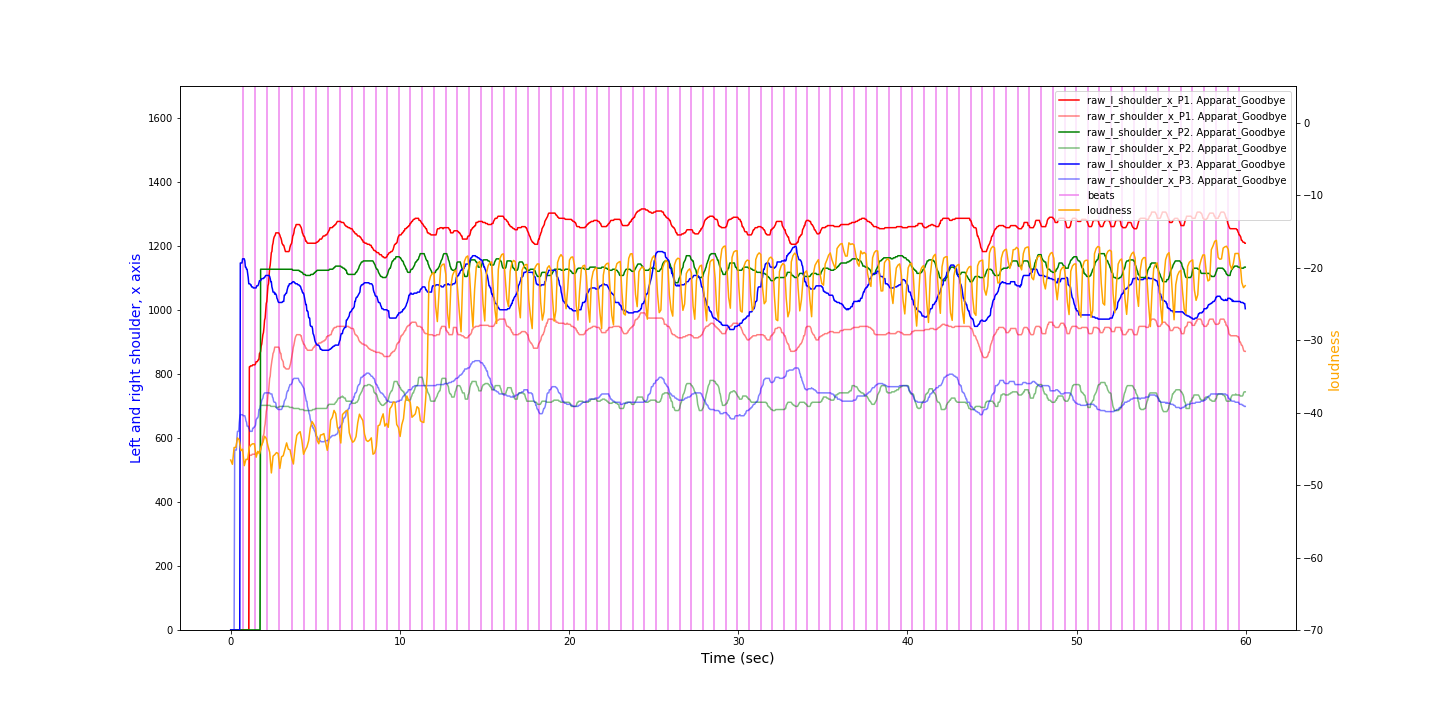 1600
1400
1200
1000
800
600
400
200
0
Left and right shoulder, x axis
0
10
20
30
40
50
60
Time (sec)
0
−10
−20
−30
−40
−50
−60
−70
loudness
raw_l_shoulder_x_P1. Apparat_Goodbye
raw_r_shoulder_x_P1. Apparat_Goodbye
raw_l_shoulder_x_P2. Apparat_Goodbye
raw_r_shoulder_x_P2. Apparat_Goodbye
raw_l_shoulder_x_P3. Apparat_Goodbye
raw_r_shoulder_x_P3. Apparat_Goodbye
beats
loudness